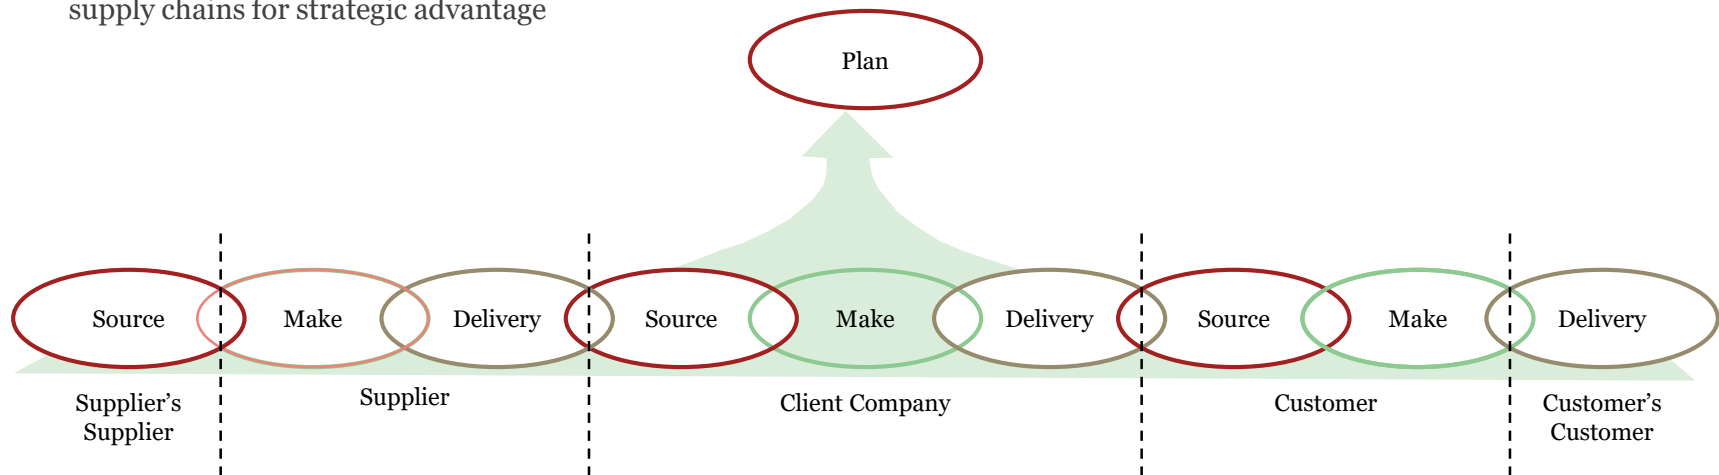 supply chains for strategic advantage
Plan
Source
Make
Delivery
Source
Make
Delivery
Source
Make
Delivery
Supplier’s
Supplier
Supplier
Client Company
Customer
Customer’s
Customer